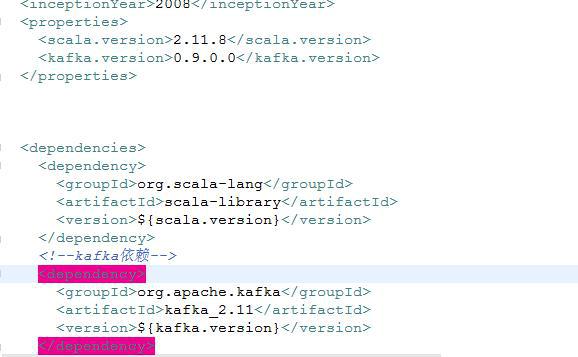 <inceptionYear>2008</inceptionYear>
<properties>
<scala.version>2.11.8</scala.version>
<kafka.version>0.9.0.0</kafka.version>
</properties>
<dependencies>
<dependency>
<groupId>org.scala-lang</groupId>
<artifactId>scala-library</artifactId>
<version>${scala.version}</version>
</dependency>
<!--kafka依赖-->
<dependency>
<groupId>org.apache.kafka</groupId>
<artifactId>kafka_2.11</artifactId>
<version>${kafka.version}</version>
</dependency>